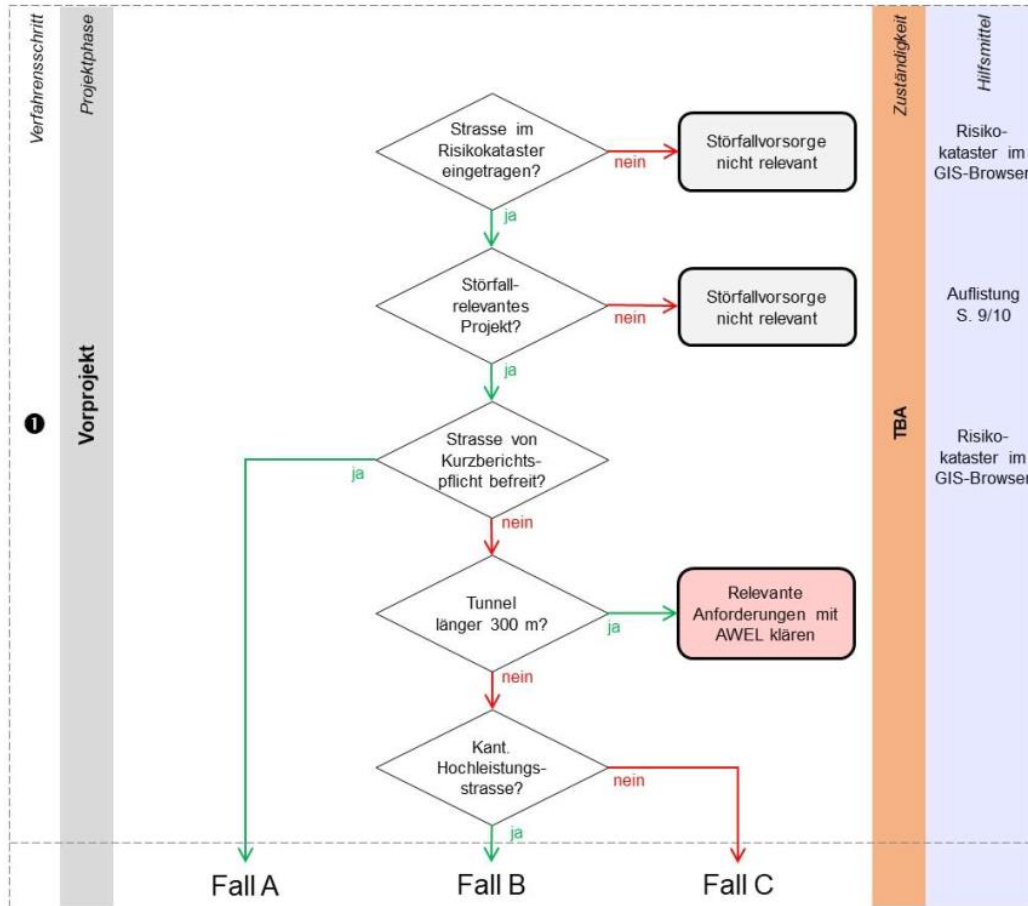 Verfahrensschritt
Projektphase
Zuständigkeit
Hilfsmittel
Strasse im
Risikokataster
eingetragen?
nein
Störfallvorsorge
nicht relevant
Risiko-
kataster im
GIS-Browser
ja
Störfall-
relevantes
Projekt?
nein
Störfallvorsorge
nicht relevant
Auflistung
S. 9/10
ja
❶
Vorprojekt
TBA
Strasse von
Kurzberichts-
pflicht befreit?
ja
Risiko-
kataster im
GIS-Browser
nein
Tunnel
länger 300 m?
ja
Relevante
Anforderungen mit
AWEL klären
nein
Kant.
Hochleistungs-
strasse?
nein
ja
Fall A
Fall B
Fall C